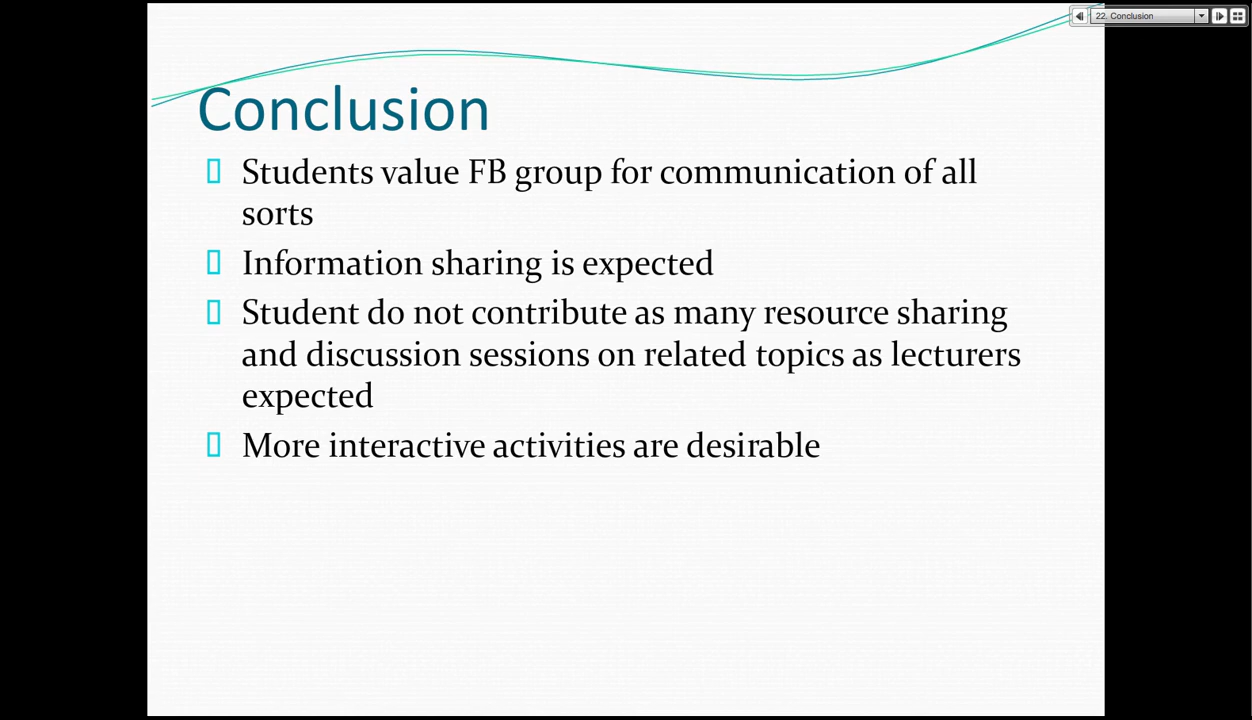 22. Conclusion
Conclusion
Students value FB group for communication of all
sorts
Information sharing is expected
Student do not contribute as many resource sharing
and discussion sessions on related topics as lecturers
expected
More interactive activities are desirable